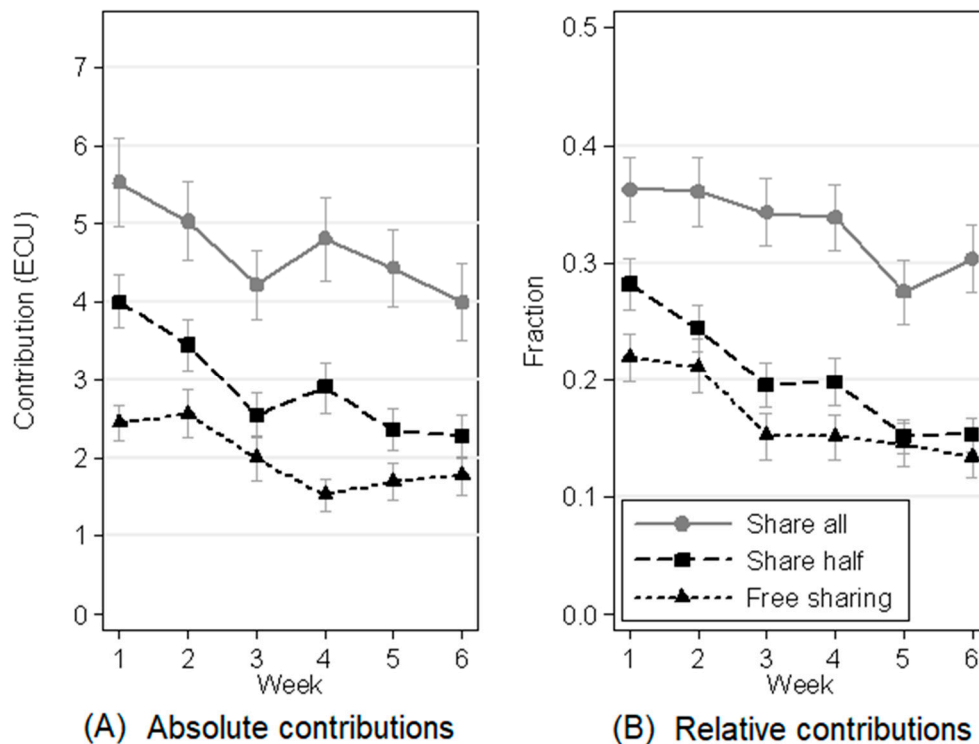 Contribution (ECU)
7
6
5
4
3
2
1
0
1 2 3 4 5 6
Week
(A) Absolute contributions
Fraction
0.5
0.4
0.3
0.2
0.1
0.0
Share all
Share half
Free sharing
1 2 3 4 5 6
Week
(B) Relative contributions